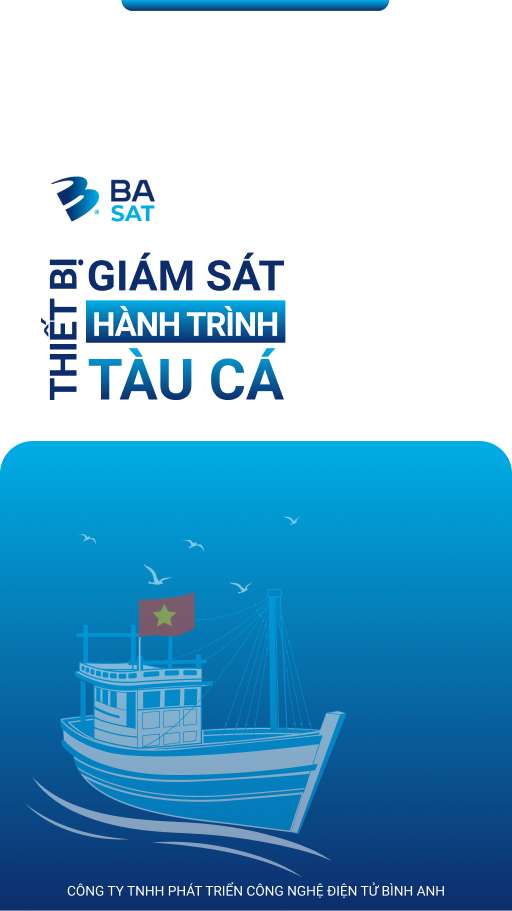 BA
SAT
THIẾT BỊ
GIÁM SÁT
HÀNH TRÌNH
TÀU CÁ
CÔNG TY TNHH PHÁT TRIỂN CÔNG NGHỆ ĐIỆN TỬ BÌNH ANH